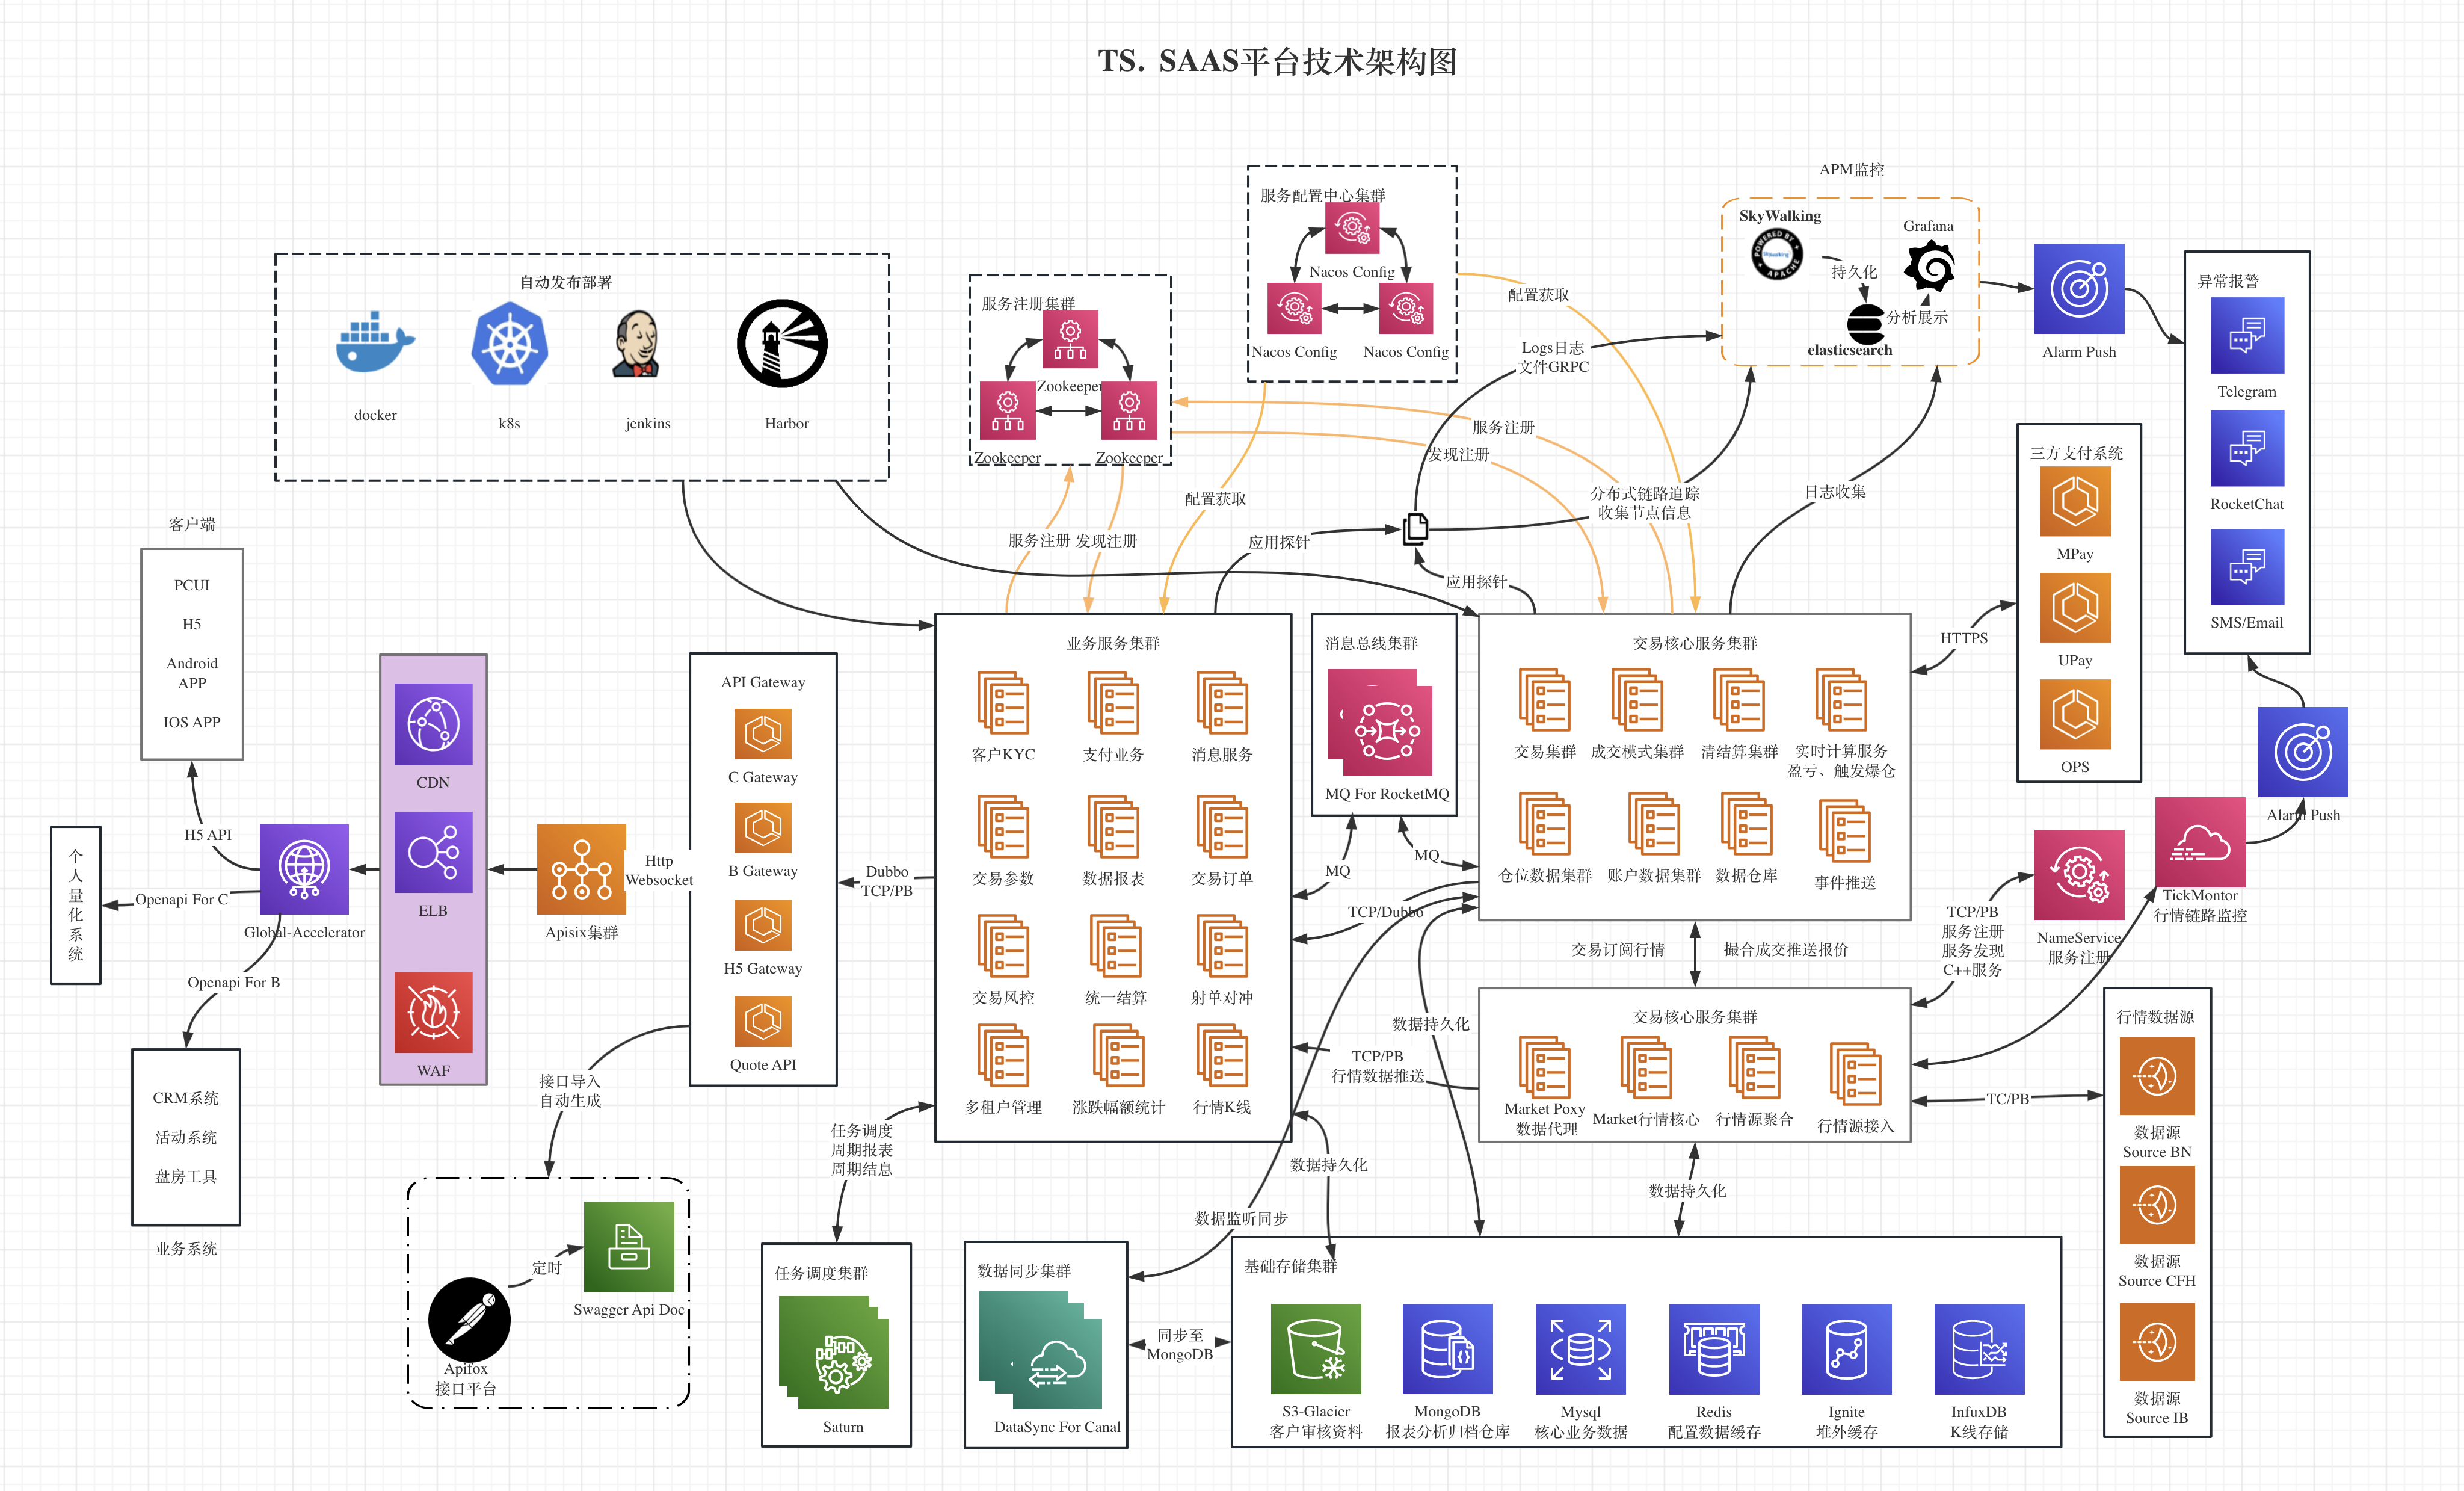 TS. SAAS平台技术架构图
自动发布部署
docker
k8s
jenkins
Harbor
服务注册集群
Zookeeper
Zookeeper
Zookeeper
服务配置中心集群
Nacos Config
Nacos Config
Nacos Config
APM监控
SkyWalking
POWERED BY
APACHE
持久化
Grafana
分析展示
elasticsearch
Alarm Push
异常报警
Telegram
RocketChat
SMS/Email
配置获取
Logs日志
文件GRPC
服务注册
发现注册
配置获取
分布式链路追踪
收集节点信息
日志收集
服务注册
发现注册
应用探针
应用探针
三方支付系统
MPay
UPay
OPS
HTTPS
客户端
PCUI
H5
Android
APP
IOS APP
H5 API
个
人
量
化
系
统
Openapi For C
Global-Accelerator
Openapi For B
CRM系统
活动系统
盘房工具
业务系统
CDN
ELB
WAF
Apisix集群
Http
Websocket
API Gateway
C Gateway
B Gateway
H5 Gateway
Quote API
接口导入
自动生成
定时
Swagger Api Doc
Apifox
接口平台
Dubbo
TCP/PB
业务服务集群
客户KYC
支付业务
消息服务
交易参数
数据报表
交易订单
交易风控
统一结算
射单对冲
多租户管理
涨跌幅额统计
行情K线
消息总线集群
MQ For RocketMQ
MQ
MQ
TCP/Dubbo
交易核心服务集群
交易集群
成交模式集群
清结算集群
实时计算服务
盈亏、触发爆仓
仓位数据集群
账户数据集群
数据仓库
事件推送
交易订阅行情
撮合成交推送报价
数据持久化
TCP/PB
行情数据推送
交易核心服务集群
Market Poxy
数据代理
Market行情核心
行情源聚合
行情源接入
TCP/PB
服务注册
服务发现
C++服务
NameService
服务注册
TickMontor
行情链路监控
Alarm Push
TC/PB
行情数据源
数据源
Source BN
数据源
Source CFH
数据源
Source IB
任务调度
周期报表
周期结息
任务调度集群
Saturn
数据监听同步
数据同步集群
DataSync For Canal
同步至
MongoDB
数据持久化
数据持久化
基础存储集群
S3-Glacier
客户审核资料
MongoDB
报表分析归档仓库
Mysql
核心业务数据
Redis
配置数据缓存
Ignite
堆外缓存
InfuxDB
K线存储